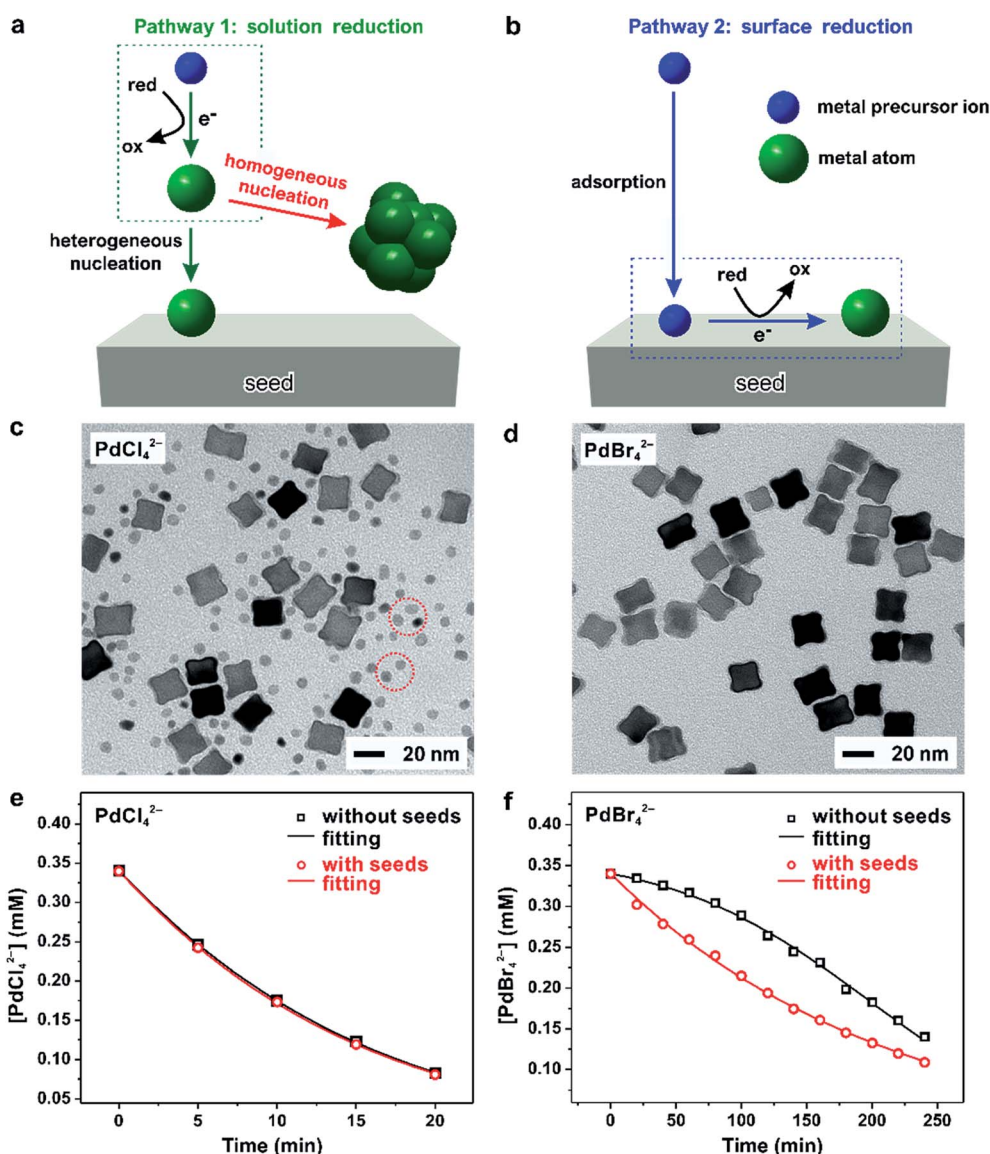 a
Pathway 1: solution reduction
red
e⁻
ox
homogeneous
nucleation
heterogeneous
nucleation
seed
b
Pathway 2: surface reduction
metal precursor ion
metal atom
adsorption
red
ox
e⁻
seed
c
PdCl₄²⁻
20 nm
d
PdBr₄²⁻
20 nm
e
PdCl₄²⁻
without seeds
fitting
with seeds
fitting
[PdCl₄²⁻] (mM)
0.40
0.35
0.30
0.25
0.20
0.15
0.10
0.05
0 5 10 15 20
Time (min)
f
PdBr₄²⁻
without seeds
fitting
with seeds
fitting
[PdBr₄²⁻] (mM)
0.40
0.35
0.30
0.25
0.20
0.15
0.10
0 50 100 150 200 250
Time (min)